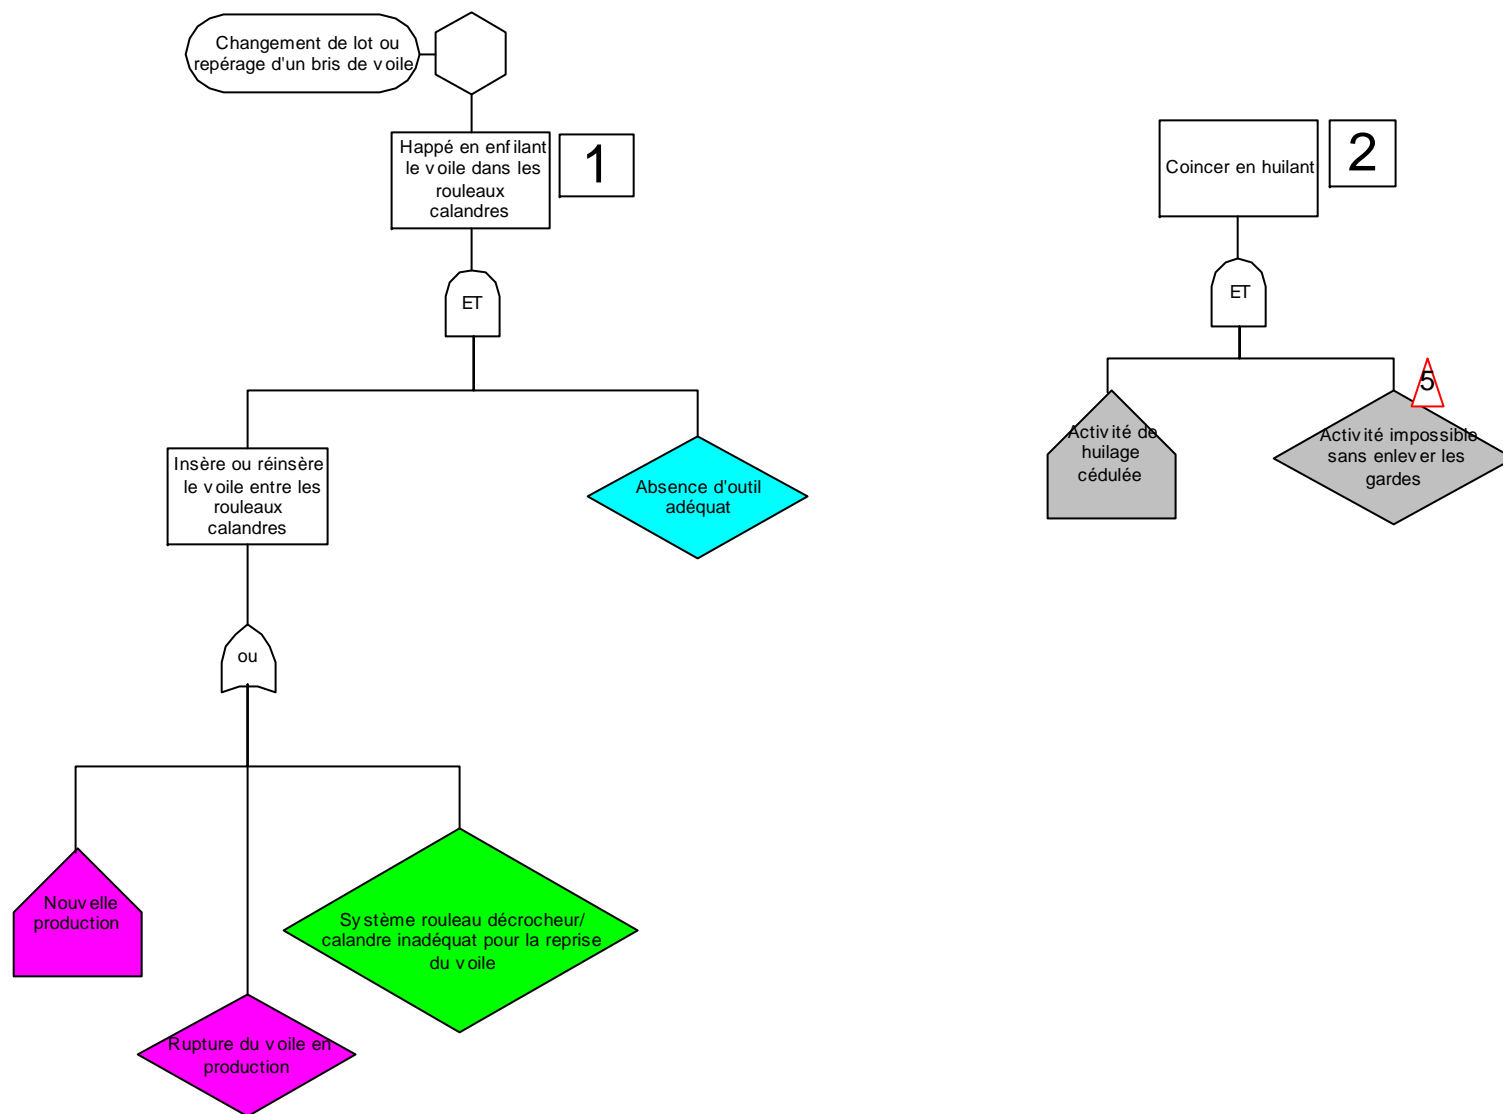 Changement de lot ou
repérage d'un bris de voile
Happé en enfilant
le voile dans les
rouleaux
calandres
1
ET
Insère ou réinsère
le voile entre les
rouleaux
calandres
Absence d'outil
adéquat
ou
Nouvelle
production
Système rouleau décrocheur/
calandre inadéquat pour la reprise
du voile
Rupture du voile en
production
Coincer en huilant
2
ET
Activité de
huilage
cédulée
5
Activité impossible
sans enlever les
gardes